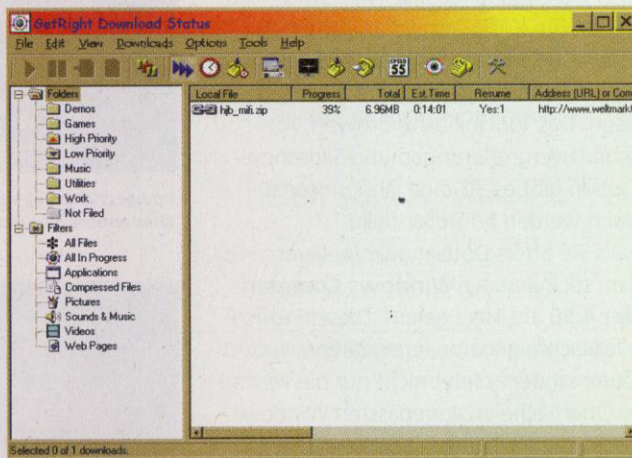 GetRight Download Status
File Edit View Downloads Options Tools Help
Local File Progress Total Est.Time Resume Address (URL) or Com
hjb_mifi.zip 39% 6.96MB 0:14:01 Yes:1 http://www.weltmarkt
Folders
Demos
Games
High Priority
Low Priority
Music
Utilities
Work
Not Filed
Filters
All Files
All In Progress
Applications
Compressed Files
Pictures
Sounds & Music
Videos
Web Pages
Selected 0 of 1 downloads.